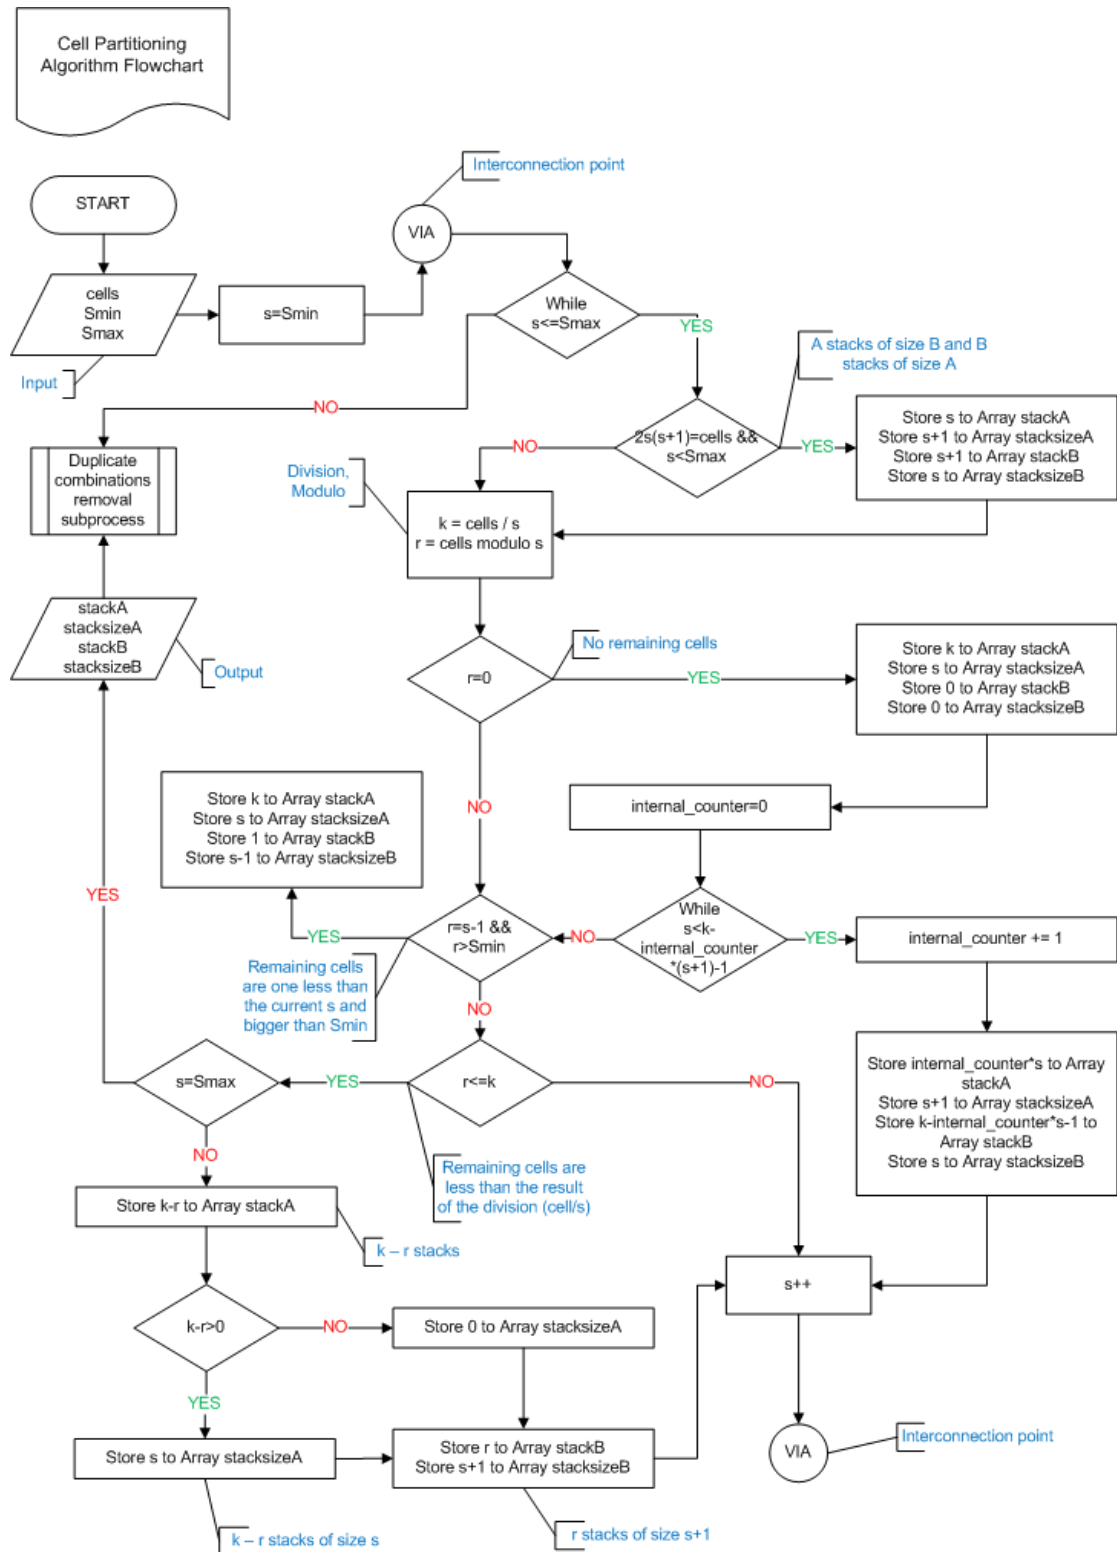 Cell Partitioning
Algorithm Flowchart
Interconnection point
START
VIA
cells
Smin
Smax
s=Smin
While
s<=Smax
YES
A stacks of size B and B
stacks of size A
Input
NO
2s(s+1)=cells &&
s<Smax
NO
YES
Store s to Array stackA
Store s+1 to Array stacksizeA
Store s+1 to Array stackB
Store s to Array stacksizeB
Duplicate
combinations
removal
subprocess
Division,
Modulo
k = cells / s
r = cells modulo s
stackA
stacksizeA
stackB
stacksizeB
Output
No remaining cells
r=0
YES
Store k to Array stackA
Store s to Array stacksizeA
Store 0 to Array stackB
Store 0 to Array stacksizeB
NO
Store k to Array stackA
Store s to Array stacksizeA
Store 1 to Array stackB
Store s-1 to Array stacksizeB
internal_counter=0
YES
YES
r=s-1 &&
r>Smin
NO
While
s<k-
internal_counter
*(s+1)-1
YES
internal_counter += 1
Remaining cells
are one less than
the current s and
bigger than Smin
NO
s=Smax
YES
r<=k
NO
Store internal_counter*s to Array
stackA
Store s+1 to Array stacksizeA
Store k-internal_counter*s-1 to
Array stackB
Store s to Array stacksizeB
NO
Remaining cells are
less than the result
of the division (cell/s)
Store k-r to Array stackA
k – r stacks
s++
k-r>0
NO
Store 0 to Array stacksizeA
YES
Store s to Array stacksizeA
Store r to Array stackB
Store s+1 to Array stacksizeB
VIA
Interconnection point
k – r stacks of size s
r stacks of size s+1